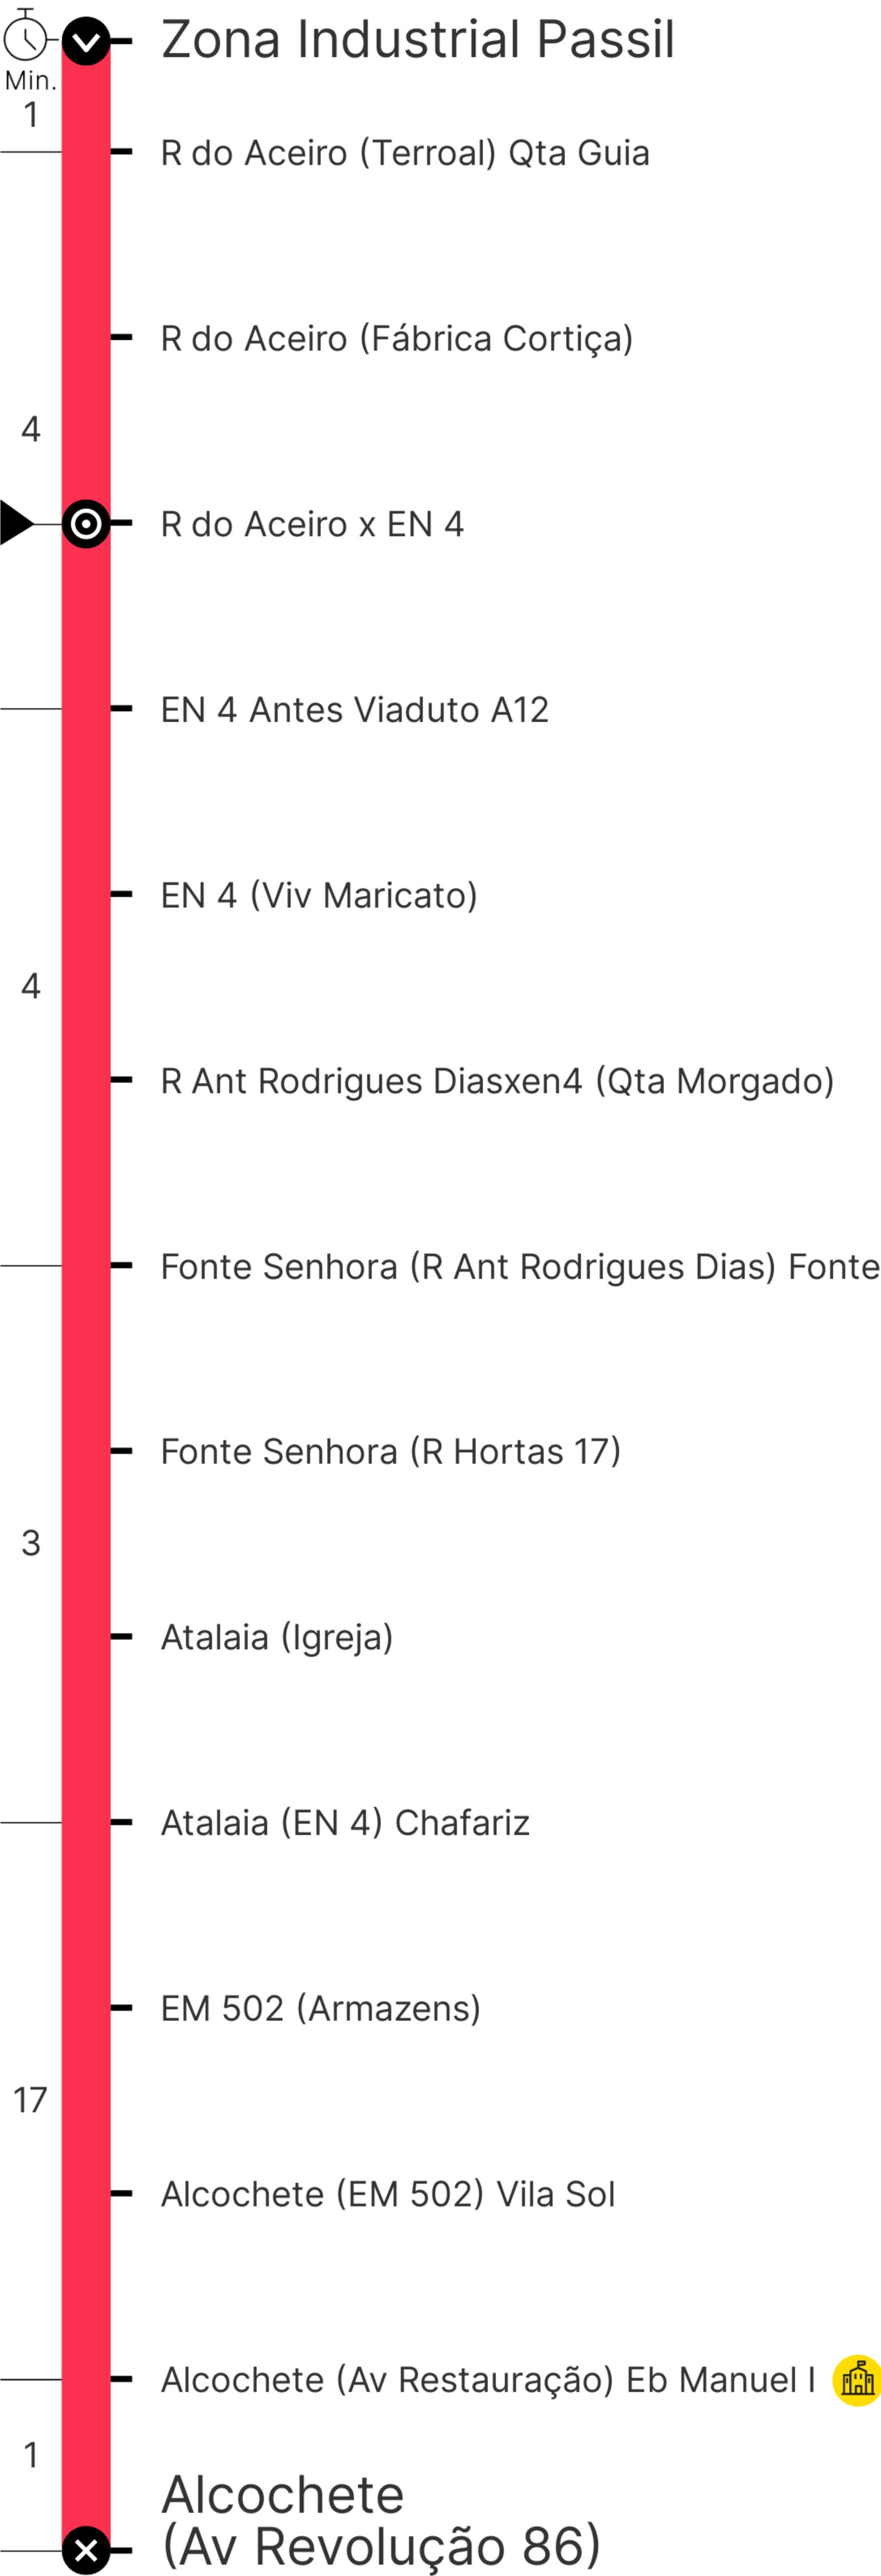 Zona Industrial Passil
Min.
1
R do Aceiro (Terroal) Qta Guia
R do Aceiro (Fábrica Cortiça)
4
R do Aceiro x EN 4
EN 4 Antes Viaduto A12
EN 4 (Viv Maricato)
4
R Ant Rodrigues Diasxen4 (Qta Morgado)
Fonte Senhora (R Ant Rodrigues Dias) Fonte
Fonte Senhora (R Hortas 17)
3
Atalaia (Igreja)
Atalaia (EN 4) Chafariz
EM 502 (Armazens)
17
Alcochete (EM 502) Vila Sol
Alcochete (Av Restauração) Eb Manuel I
1
Alcochete
(Av Revolução 86)